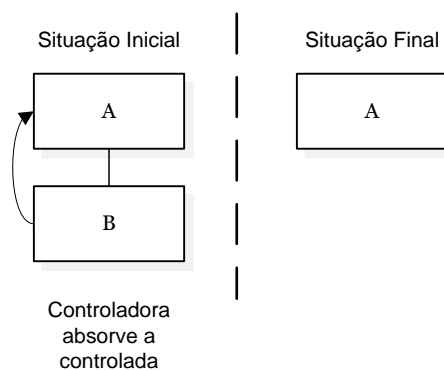 Situação Inicial
Situação Final
A
A
B
Controladora
absorve a
controlada